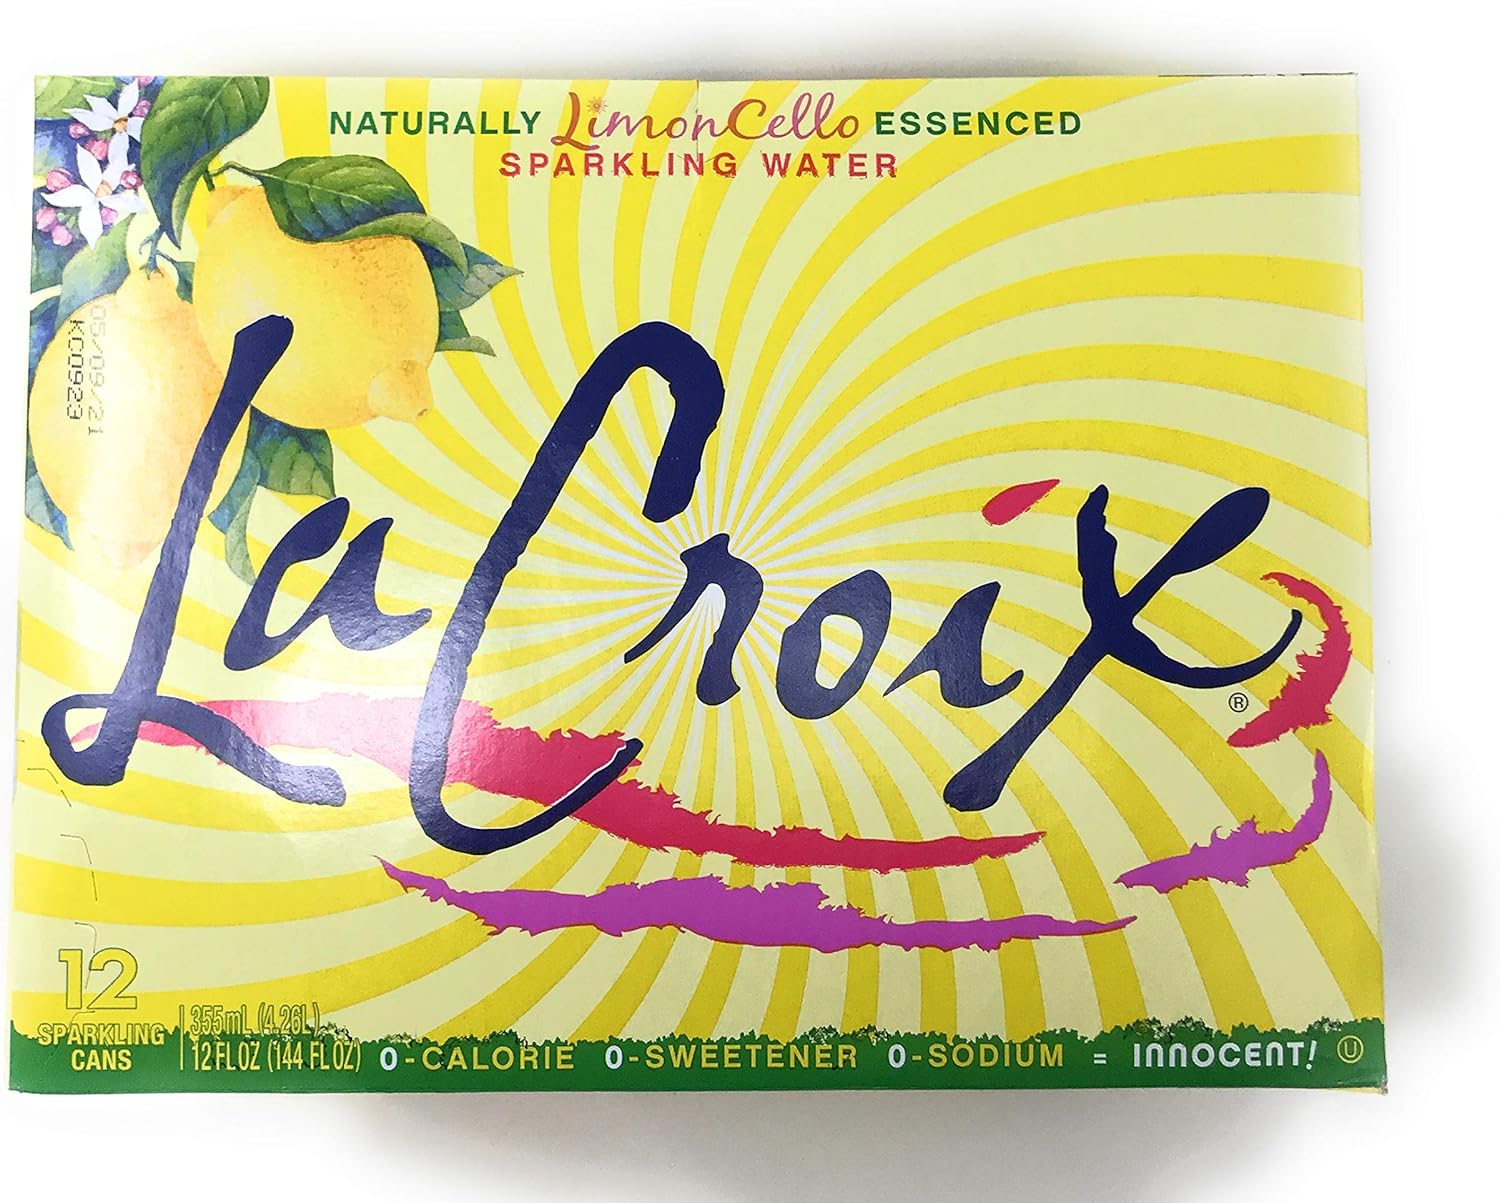 NATURALLY LimonCello ESSENCED
SPARKLING WATER
05/09/21
KC0923
LaCroix®
12
SPARKLING
CANS
355mL (4.26L)
12 FL OZ (144 FL OZ)
0-CALORIE 0-SWEETENER 0-SODIUM = INNOCENT! U